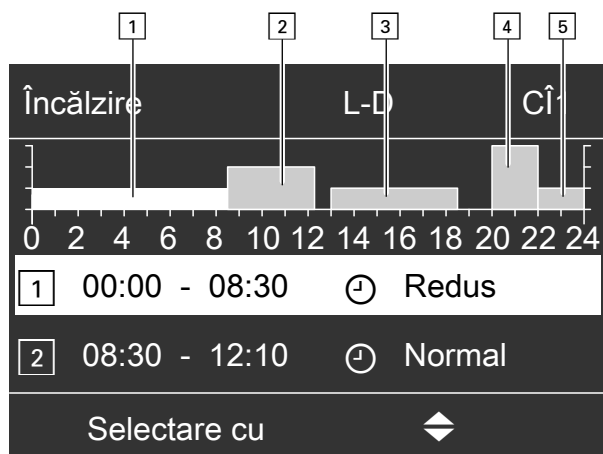 1 2 3 4 5
Încălzire L-D CÎ1
0 2 4 6 8 10 12 14 16 18 20 22 24
1 00:00 - 08:30 Redus
2 08:30 - 12:10 Normal
Selectare cu